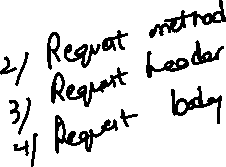 2) Request method
3) Request header
4) Request body